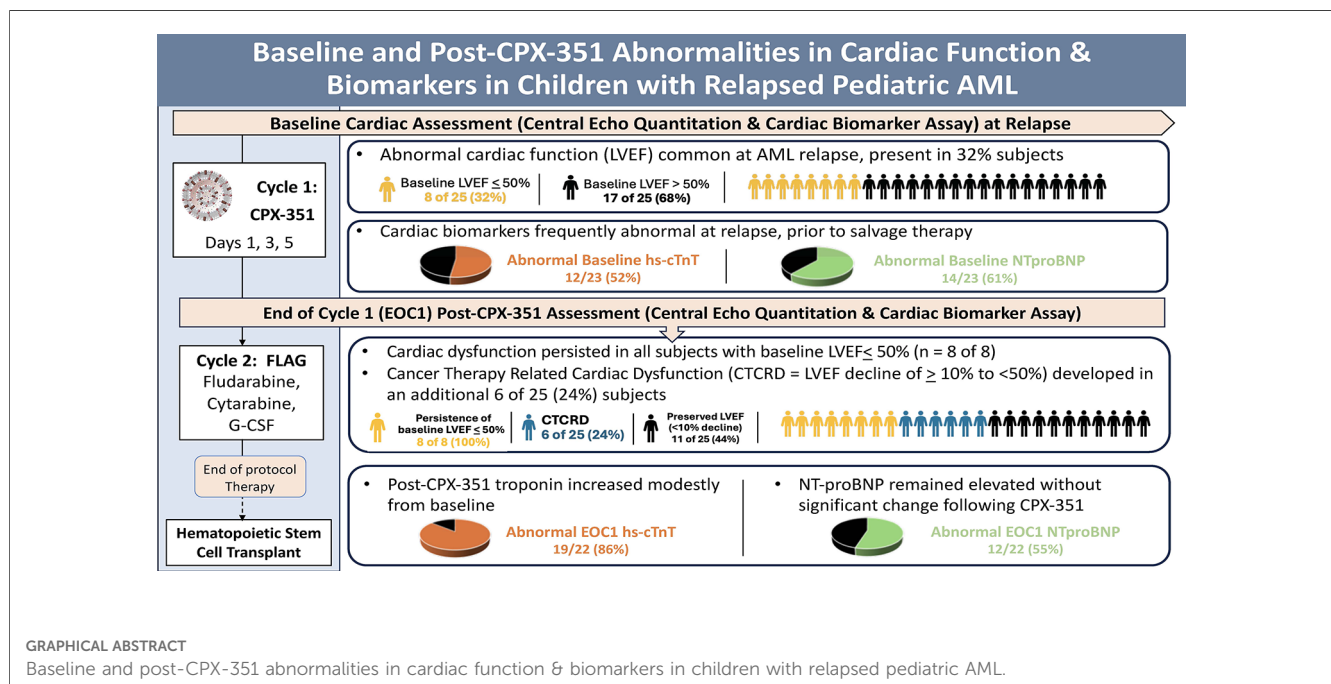 Baseline and Post-CPX-351 Abnormalities in Cardiac Function &
Biomarkers in Children with Relapsed Pediatric AML
Baseline Cardiac Assessment (Central Echo Quantitation & Cardiac Biomarker Assay) at Relapse
Cycle 1:
CPX-351
Days 1, 3, 5
• Abnormal cardiac function (LVEF) common at AML relapse, present in 32% subjects
Baseline LVEF ≤ 50%
8 of 25 (32%)
Baseline LVEF > 50%
17 of 25 (68%)
• Cardiac biomarkers frequently abnormal at relapse, prior to salvage therapy
Abnormal Baseline hs-cTnT
12/23 (52%)
Abnormal Baseline NTproBNP
14/23 (61%)
End of Cycle 1 (EOC1) Post-CPX-351 Assessment (Central Echo Quantitation & Cardiac Biomarker Assay)
Cycle 2: FLAG
Fludarabine,
Cytarabine,
G-CSF
• Cardiac dysfunction persisted in all subjects with baseline LVEF≤ 50% (n = 8 of 8)
• Cancer Therapy Related Cardiac Dysfunction (CTCRD = LVEF decline of ≥ 10% to <50%) developed in
an additional 6 of 25 (24%) subjects
Persistence of
baseline LVEF ≤ 50%
8 of 8 (100%)
CTCRD
6 of 25 (24%)
Preserved LVEF
(<10% decline)
11 of 25 (44%)
End of protocol
Therapy
Hematopoietic Stem
Cell Transplant
• Post-CPX-351 troponin increased modestly
from baseline
Abnormal EOC1 hs-cTnT
19/22 (86%)
• NT-proBNP remained elevated without
significant change following CPX-351
Abnormal EOC1 NTproBNP
12/22 (55%)
GRAPHICAL ABSTRACT
Baseline and post-CPX-351 abnormalities in cardiac function & biomarkers in children with relapsed pediatric AML.